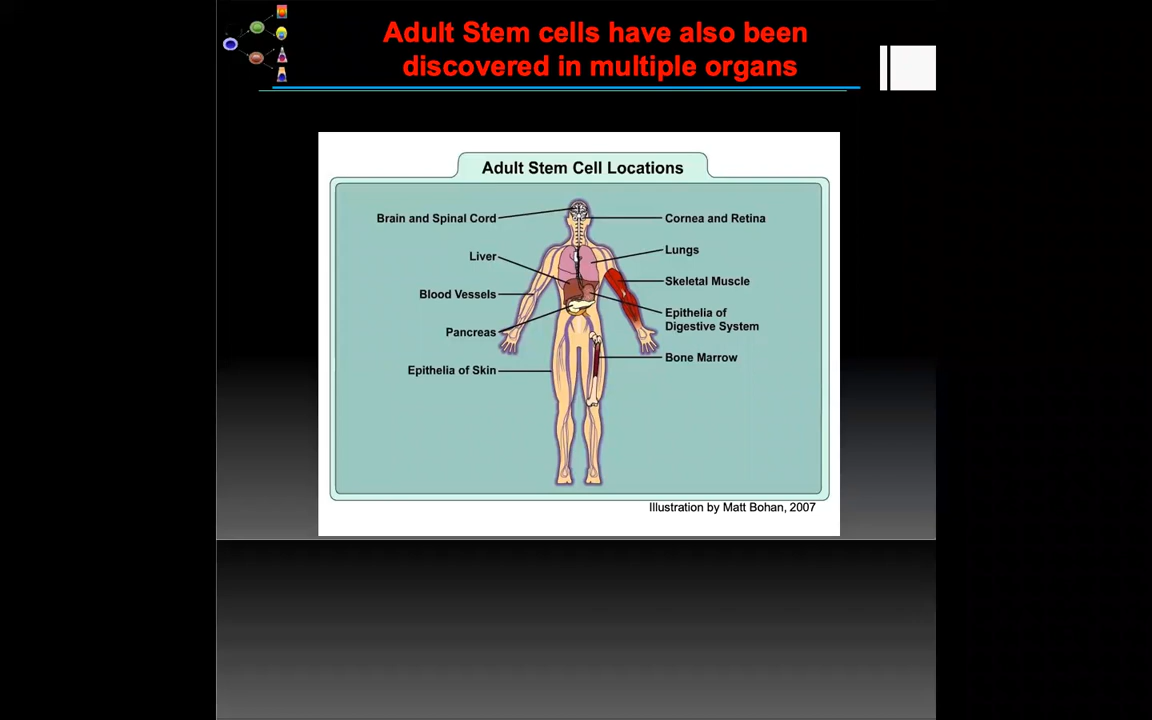 Adult Stem cells have also been
discovered in multiple organs
Adult Stem Cell Locations
Brain and Spinal Cord
Liver
Blood Vessels
Pancreas
Epithelia of Skin
Cornea and Retina
Lungs
Skeletal Muscle
Epithelia of
Digestive System
Bone Marrow
Illustration by Matt Bohan, 2007